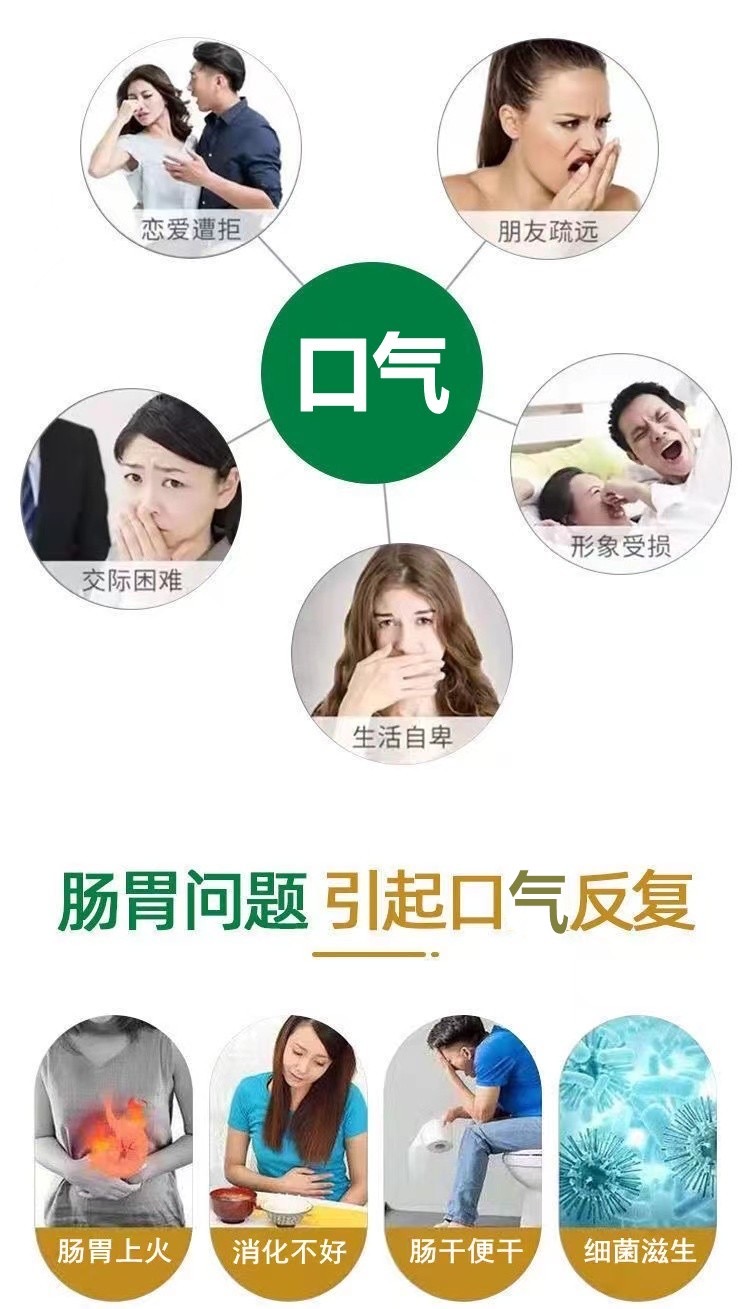 恋爱遭拒
朋友疏远
口气
交际困难
形象受损
生活自卑
肠胃问题 引起口气反复
肠胃上火
消化不好
肠干便干
细菌滋生